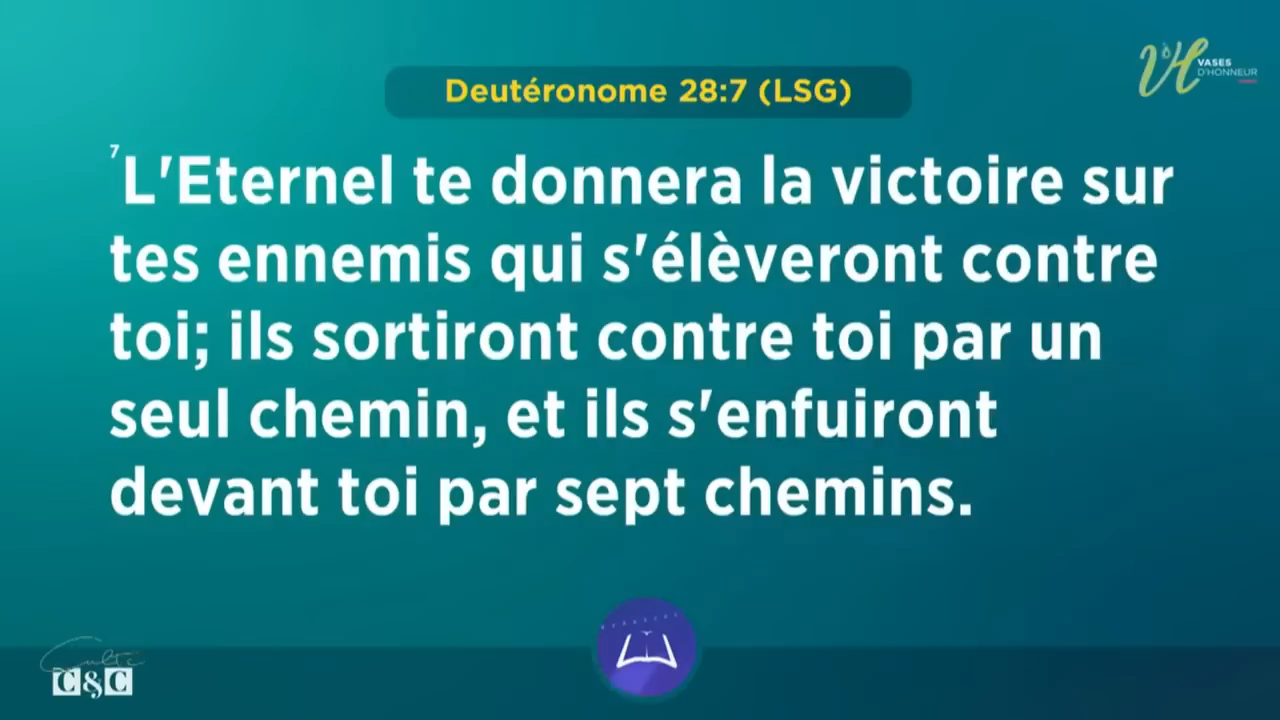 VASES
D'HONNEUR
Deutéronome 28:7 (LSG)
7 L'Eternel te donnera la victoire sur
tes ennemis qui s'élèveront contre
toi; ils sortiront contre toi par un
seul chemin, et ils s'enfuiront
devant toi par sept chemins.
Culte
C&C